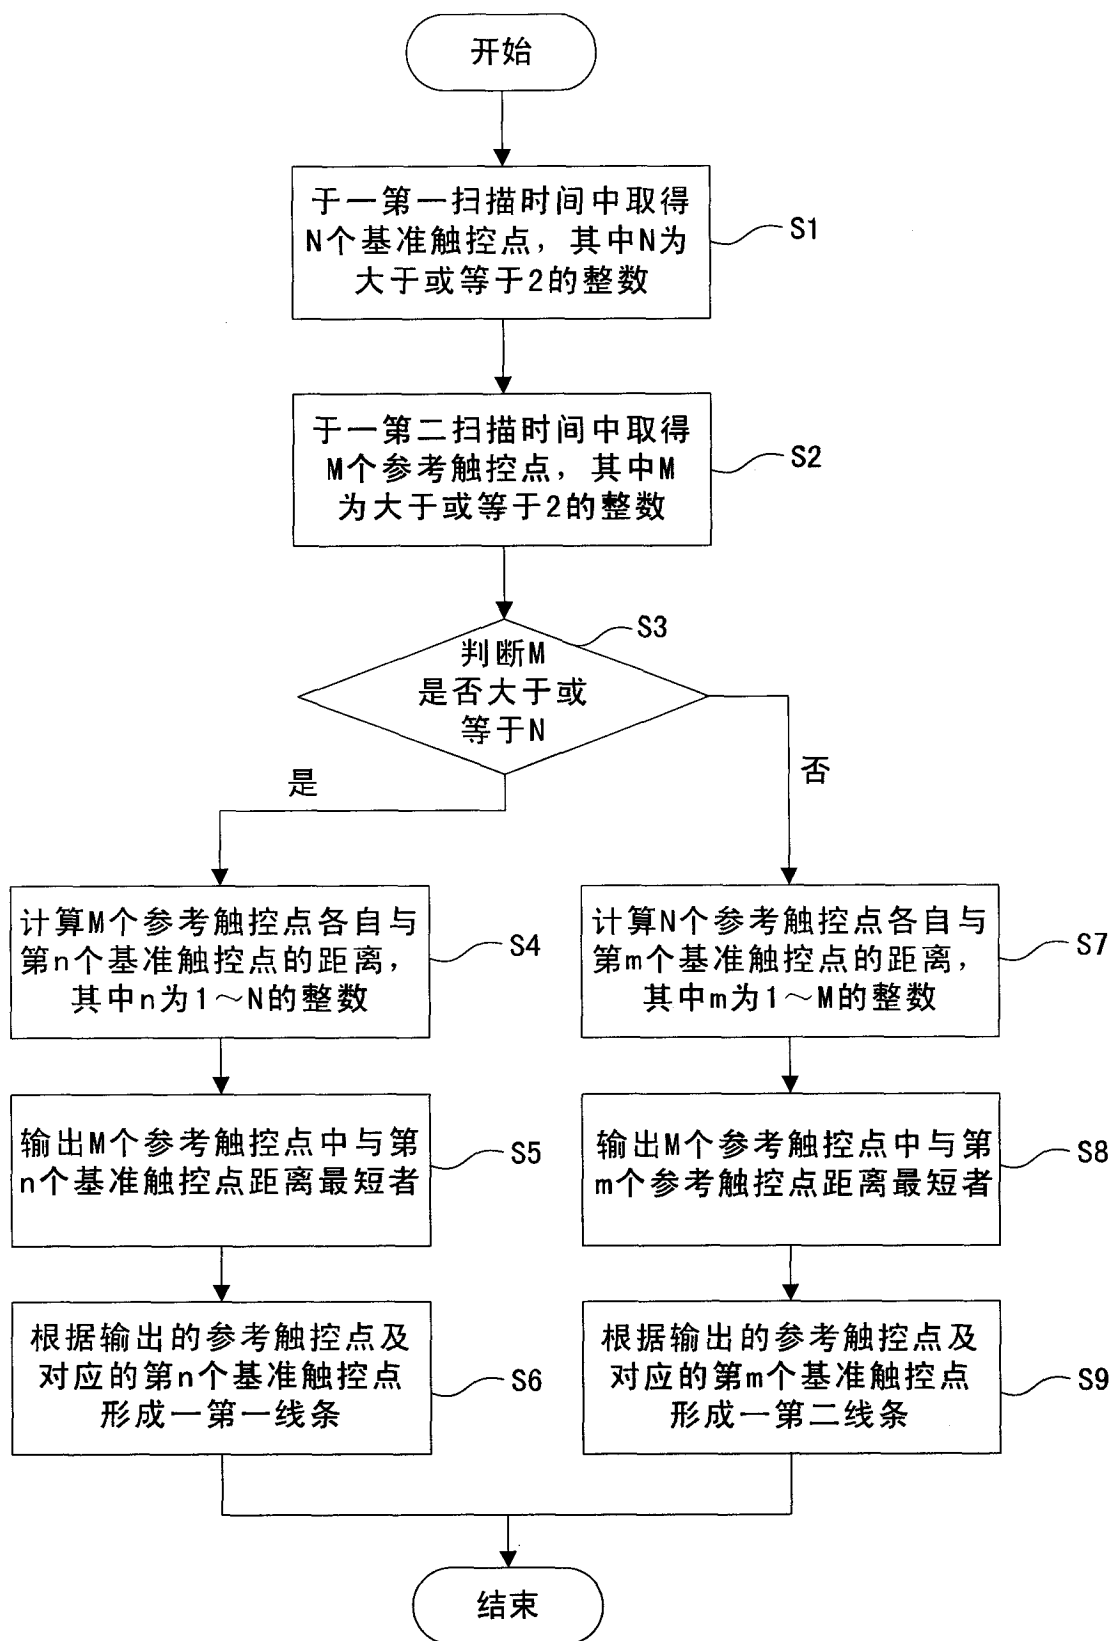 开始
于一第一扫描时间中取得
N个基准触控点，其中N为
大于或等于2的整数
S1
于一第二扫描时间中取得
M个参考触控点，其中M
为大于或等于2的整数
S2
判断M
是否大于或
等于N
S3
是
否
计算M个参考触控点各自与
第n个基准触控点的距离，
其中n为1～N的整数
S4
计算N个参考触控点各自与
第m个基准触控点的距离，
其中m为1～M的整数
S7
输出M个参考触控点中与第
n个基准触控点距离最短者
S5
输出M个参考触控点中与第
m个参考触控点距离最短者
S8
根据输出的参考触控点及
对应的第n个基准触控点
形成一第一线条
S6
根据输出的参考触控点及
对应的第m个基准触控点
形成一第二线条
S9
结束